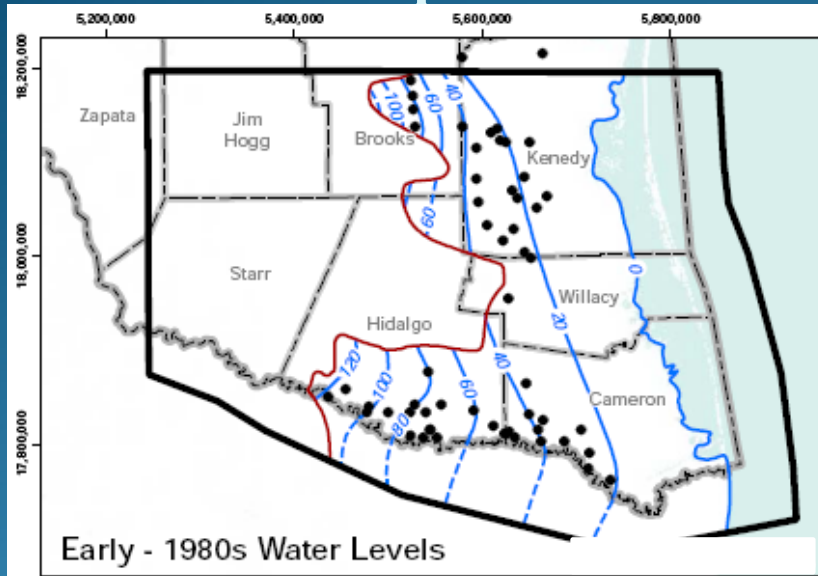 5,200,000 5,400,000 5,600,000 5,800,000
18,200,000
18,000,000
17,800,000
Zapata
Jim
Hogg
Brooks
Kenedy
Starr
Hidalgo
Willacy
Cameron
100
60
40
60
0
20
120
100
80
60
40
Early - 1980s Water Levels